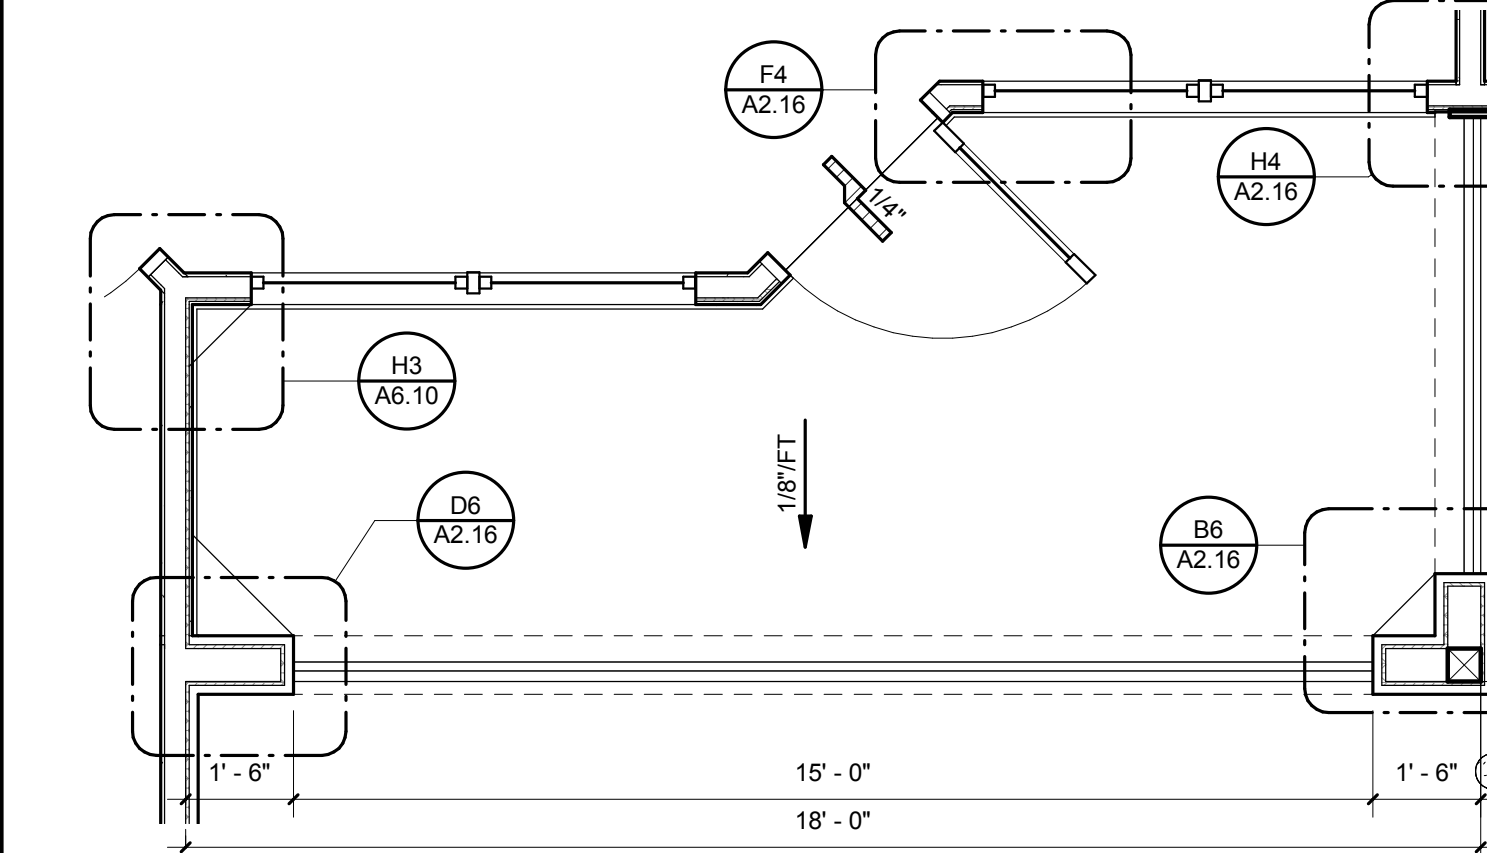 F4
A2.16
H4
A2.16
1/4"
H3
A6.10
1/8"/FT
D6
A2.16
B6
A2.16
1' - 6"
15' - 0"
1' - 6"
18' - 0"